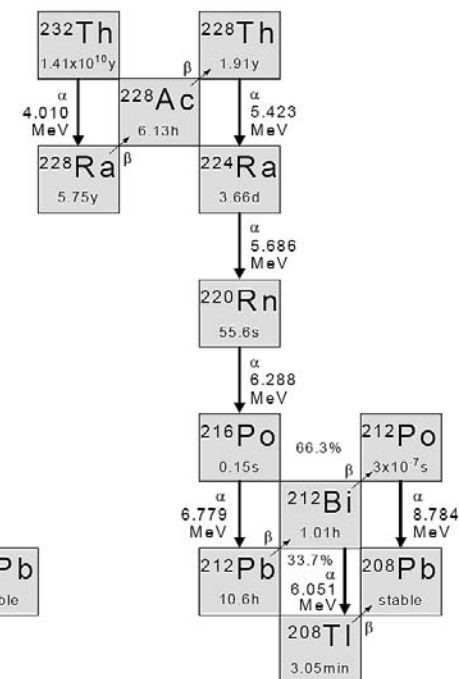 ²³²Th ²²⁸Th
1.41x10¹⁰y β 1.91y
α ²²⁸Ac α
4.010 5.423
MeV 6.13h MeV
²²⁸Ra β ²²⁴Ra
5.75y 3.66d
α
5.686
MeV
²²⁰Rn
55.6s
α
6.288
MeV
²¹⁶Po 66.3% ²¹²Po
0.15s β 3x10⁻⁷s
α ²¹²Bi α
6.779 8.784
MeV β 1.01h MeV
Pb ²¹²Pb 33.7% ²⁰⁸Pb
10.6h α stable
6.051
MeV
²⁰⁸Tl β
3.05min